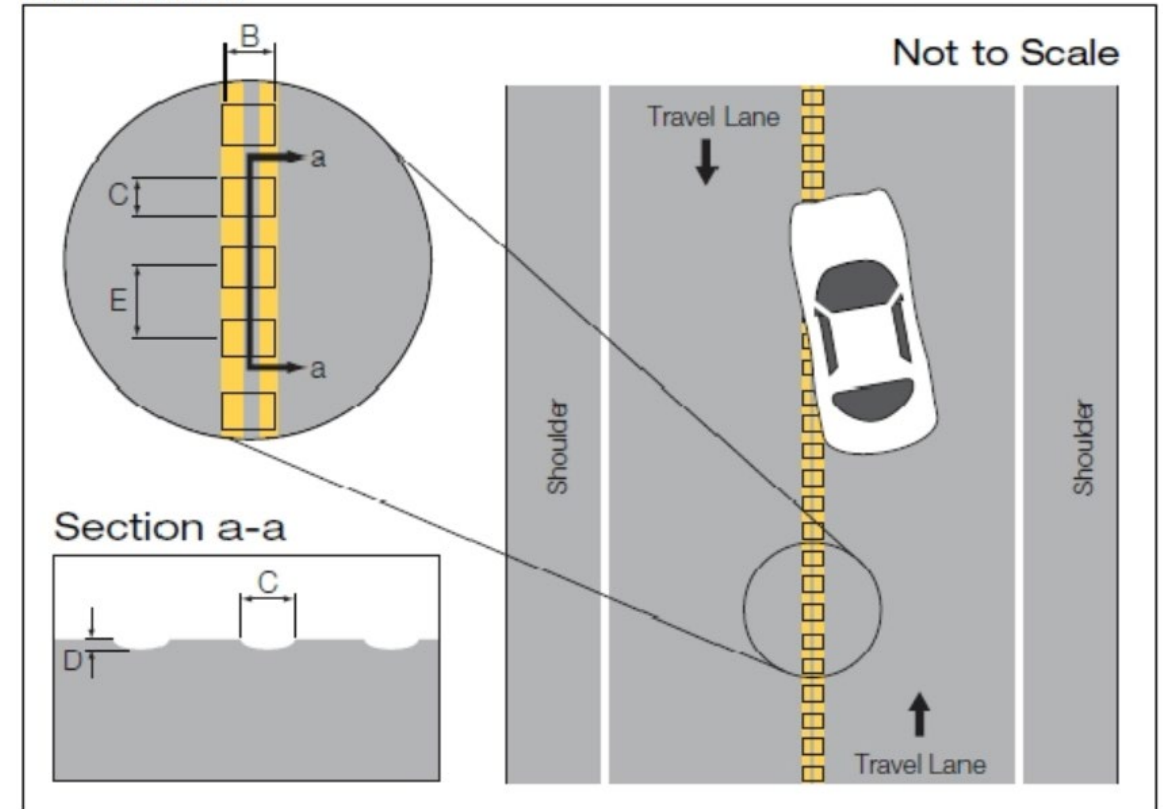 B
Not to Scale
Travel Lane
a
C
E
a
Shoulder
Shoulder
Section a-a
C
D
Travel Lane